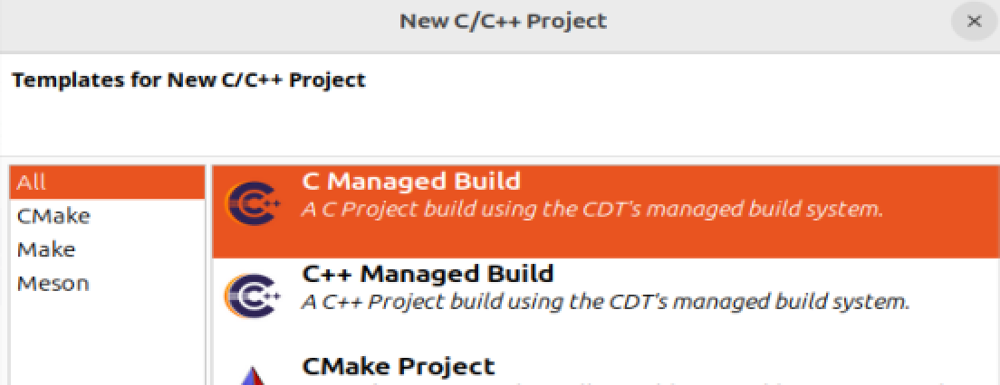 New C/C++ Project
Templates for New C/C++ Project
All
CMake
Make
Meson
C Managed Build
A C Project build using the CDT's managed build system.
C++ Managed Build
A C++ Project build using the CDT's managed build system.
CMake Project